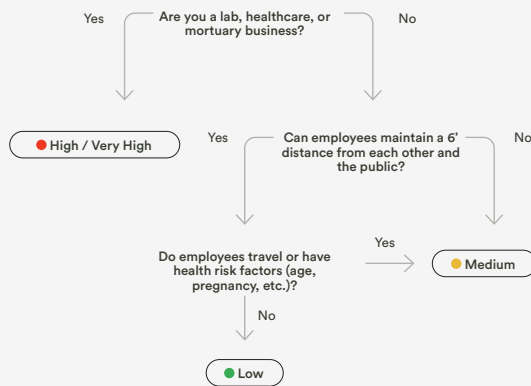 Yes
Are you a lab, healthcare, or
mortuary business?
No
High / Very High
Yes
Can employees maintain a 6’
distance from each other and
the public?
No
Do employees travel or have
health risk factors (age,
pregnancy, etc.)?
Yes
Medium
No
Low